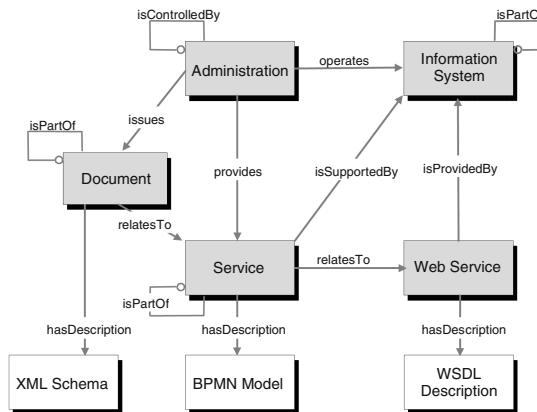 isControlledBy
isPartO
Administration
operates
Information
System
issues
isPartOf
Document
provides
isSupportedBy
isProvidedBy
relatesTo
Service
relatesTo
Web Service
isPartOf
hasDescription
hasDescription
hasDescription
XML Schema
BPMN Model
WSDL
Description